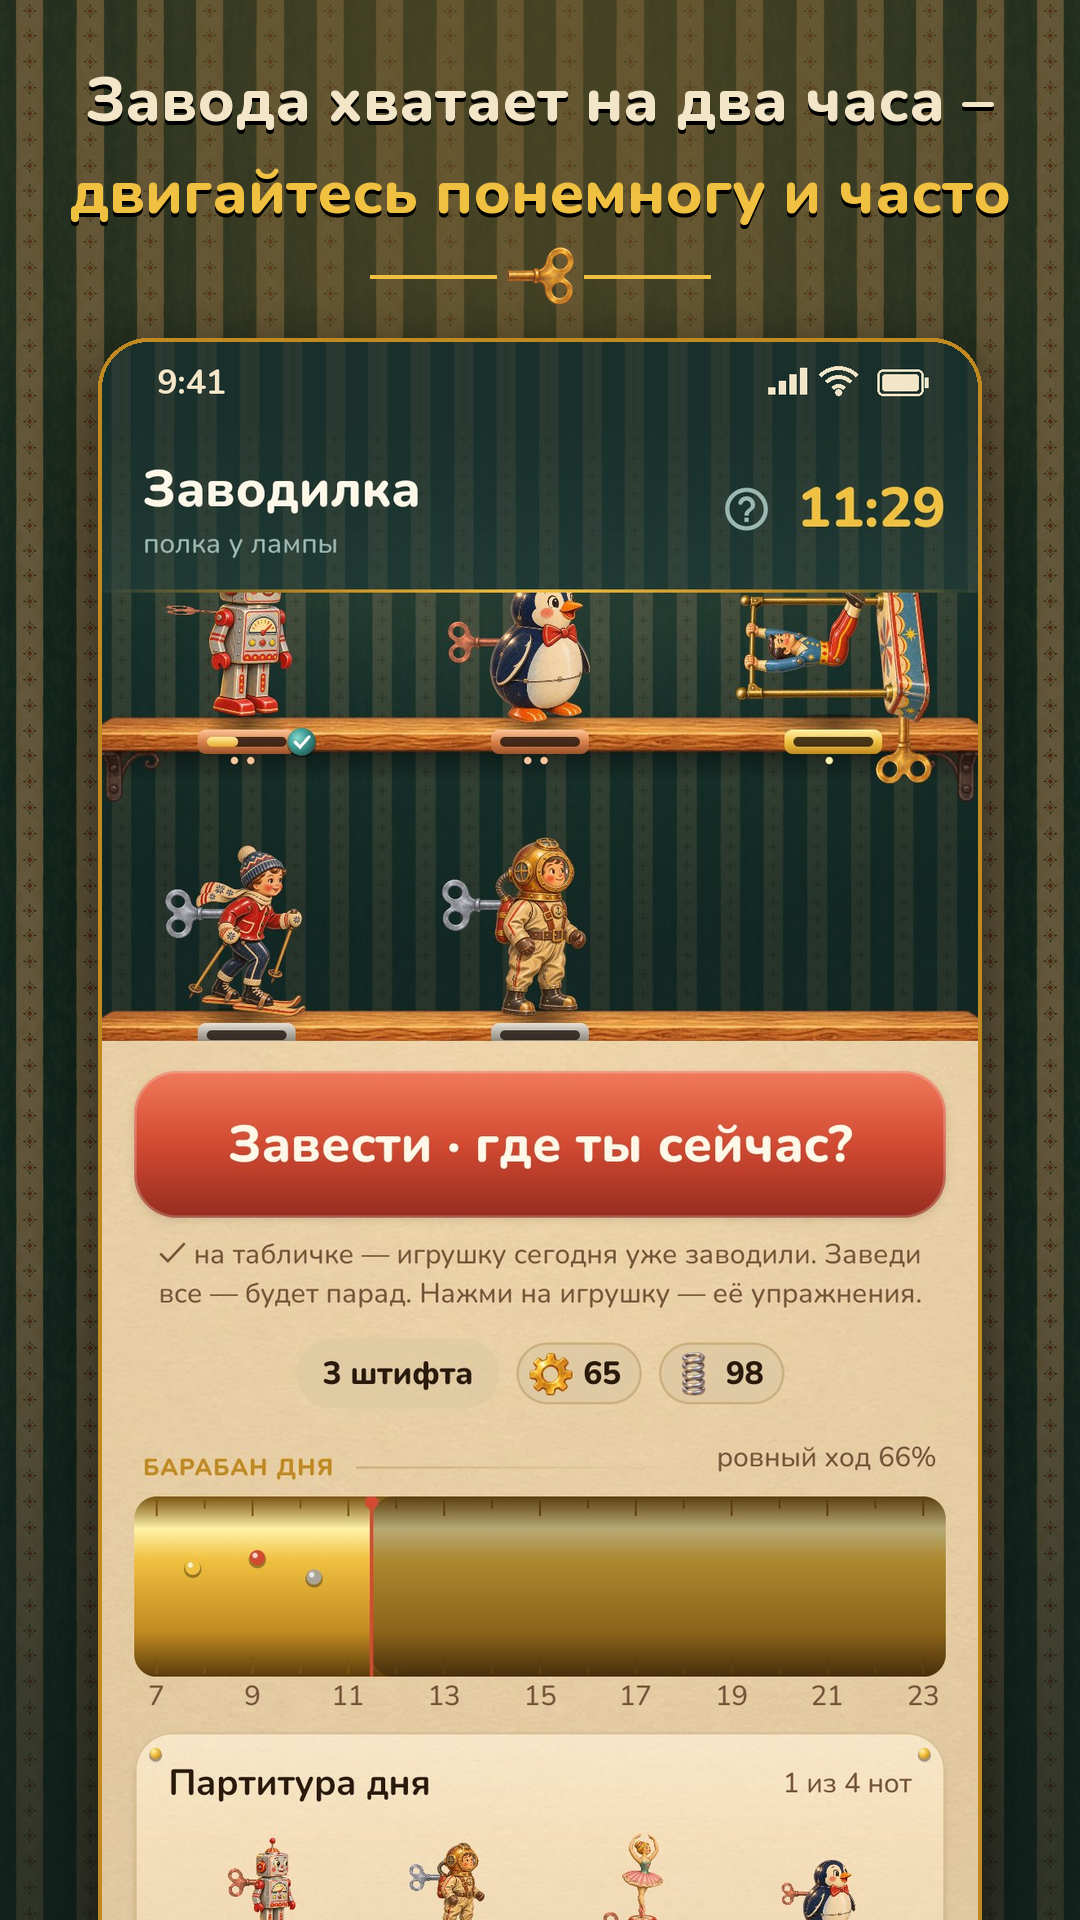 Завода хватает на два часа –
двигайтесь понемногу и часто
9:41
Заводилка
полка у лампы
11:29
Завести · где ты сейчас?
✓ на табличке — игрушку сегодня уже заводили. Заведи
все — будет парад. Нажми на игрушку — её упражнения.
3 штифта 65 98
БАРАБАН ДНЯ
ровный ход 66%
7 9 11 13 15 17 19 21 23
Партитура дня
1 из 4 нот